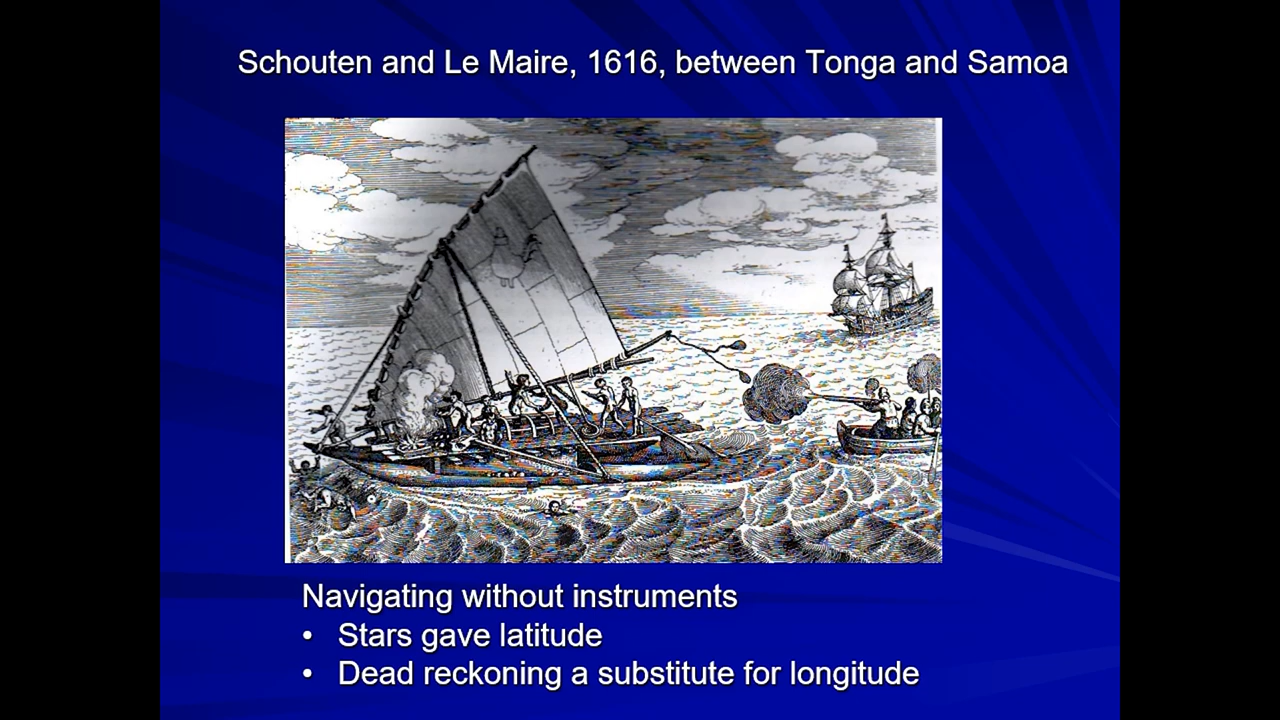 Schouten and Le Maire, 1616, between Tonga and Samoa
Navigating without instruments
• Stars gave latitude
• Dead reckoning a substitute for longitude